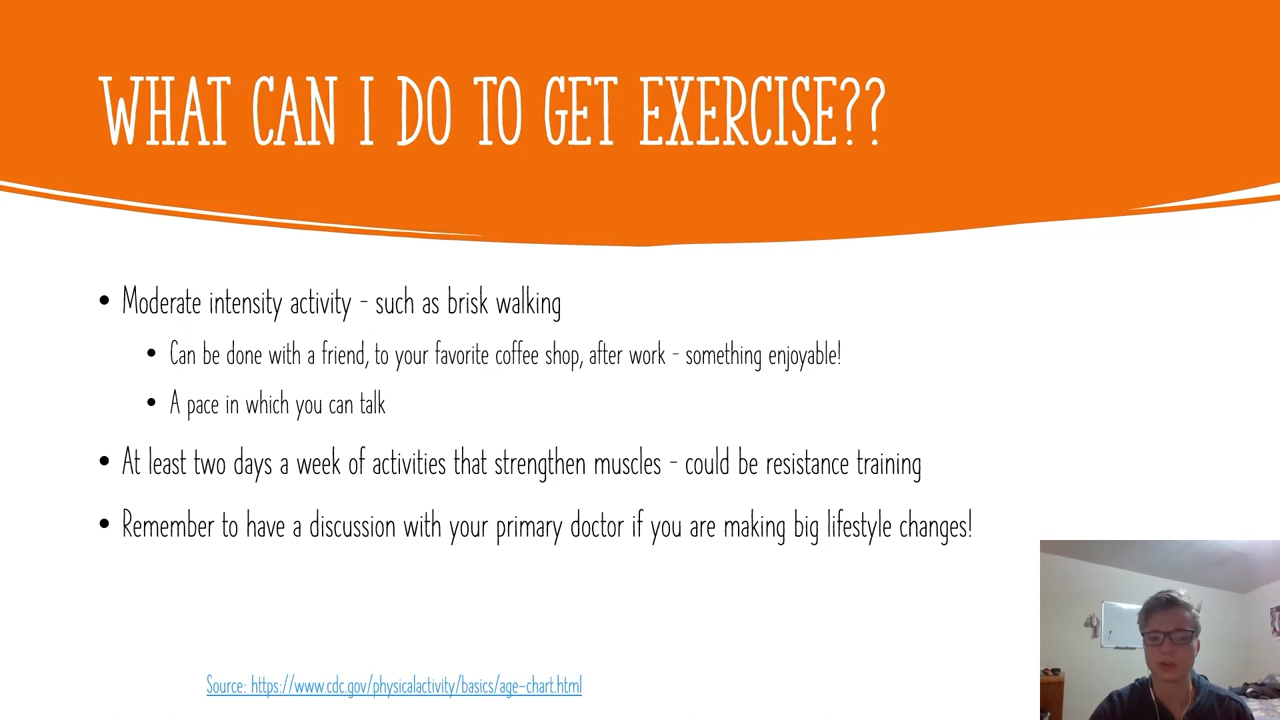 WHAT CAN I DO TO GET EXERCISE??
• Moderate intensity activity - such as brisk walking
• Can be done with a friend, to your favorite coffee shop, after work - something enjoyable!
• A pace in which you can talk
• At least two days a week of activities that strengthen muscles - could be resistance training
• Remember to have a discussion with your primary doctor if you are making big lifestyle changes!
Source: https://www.cdc.gov/physicalactivity/basics/age-chart.html